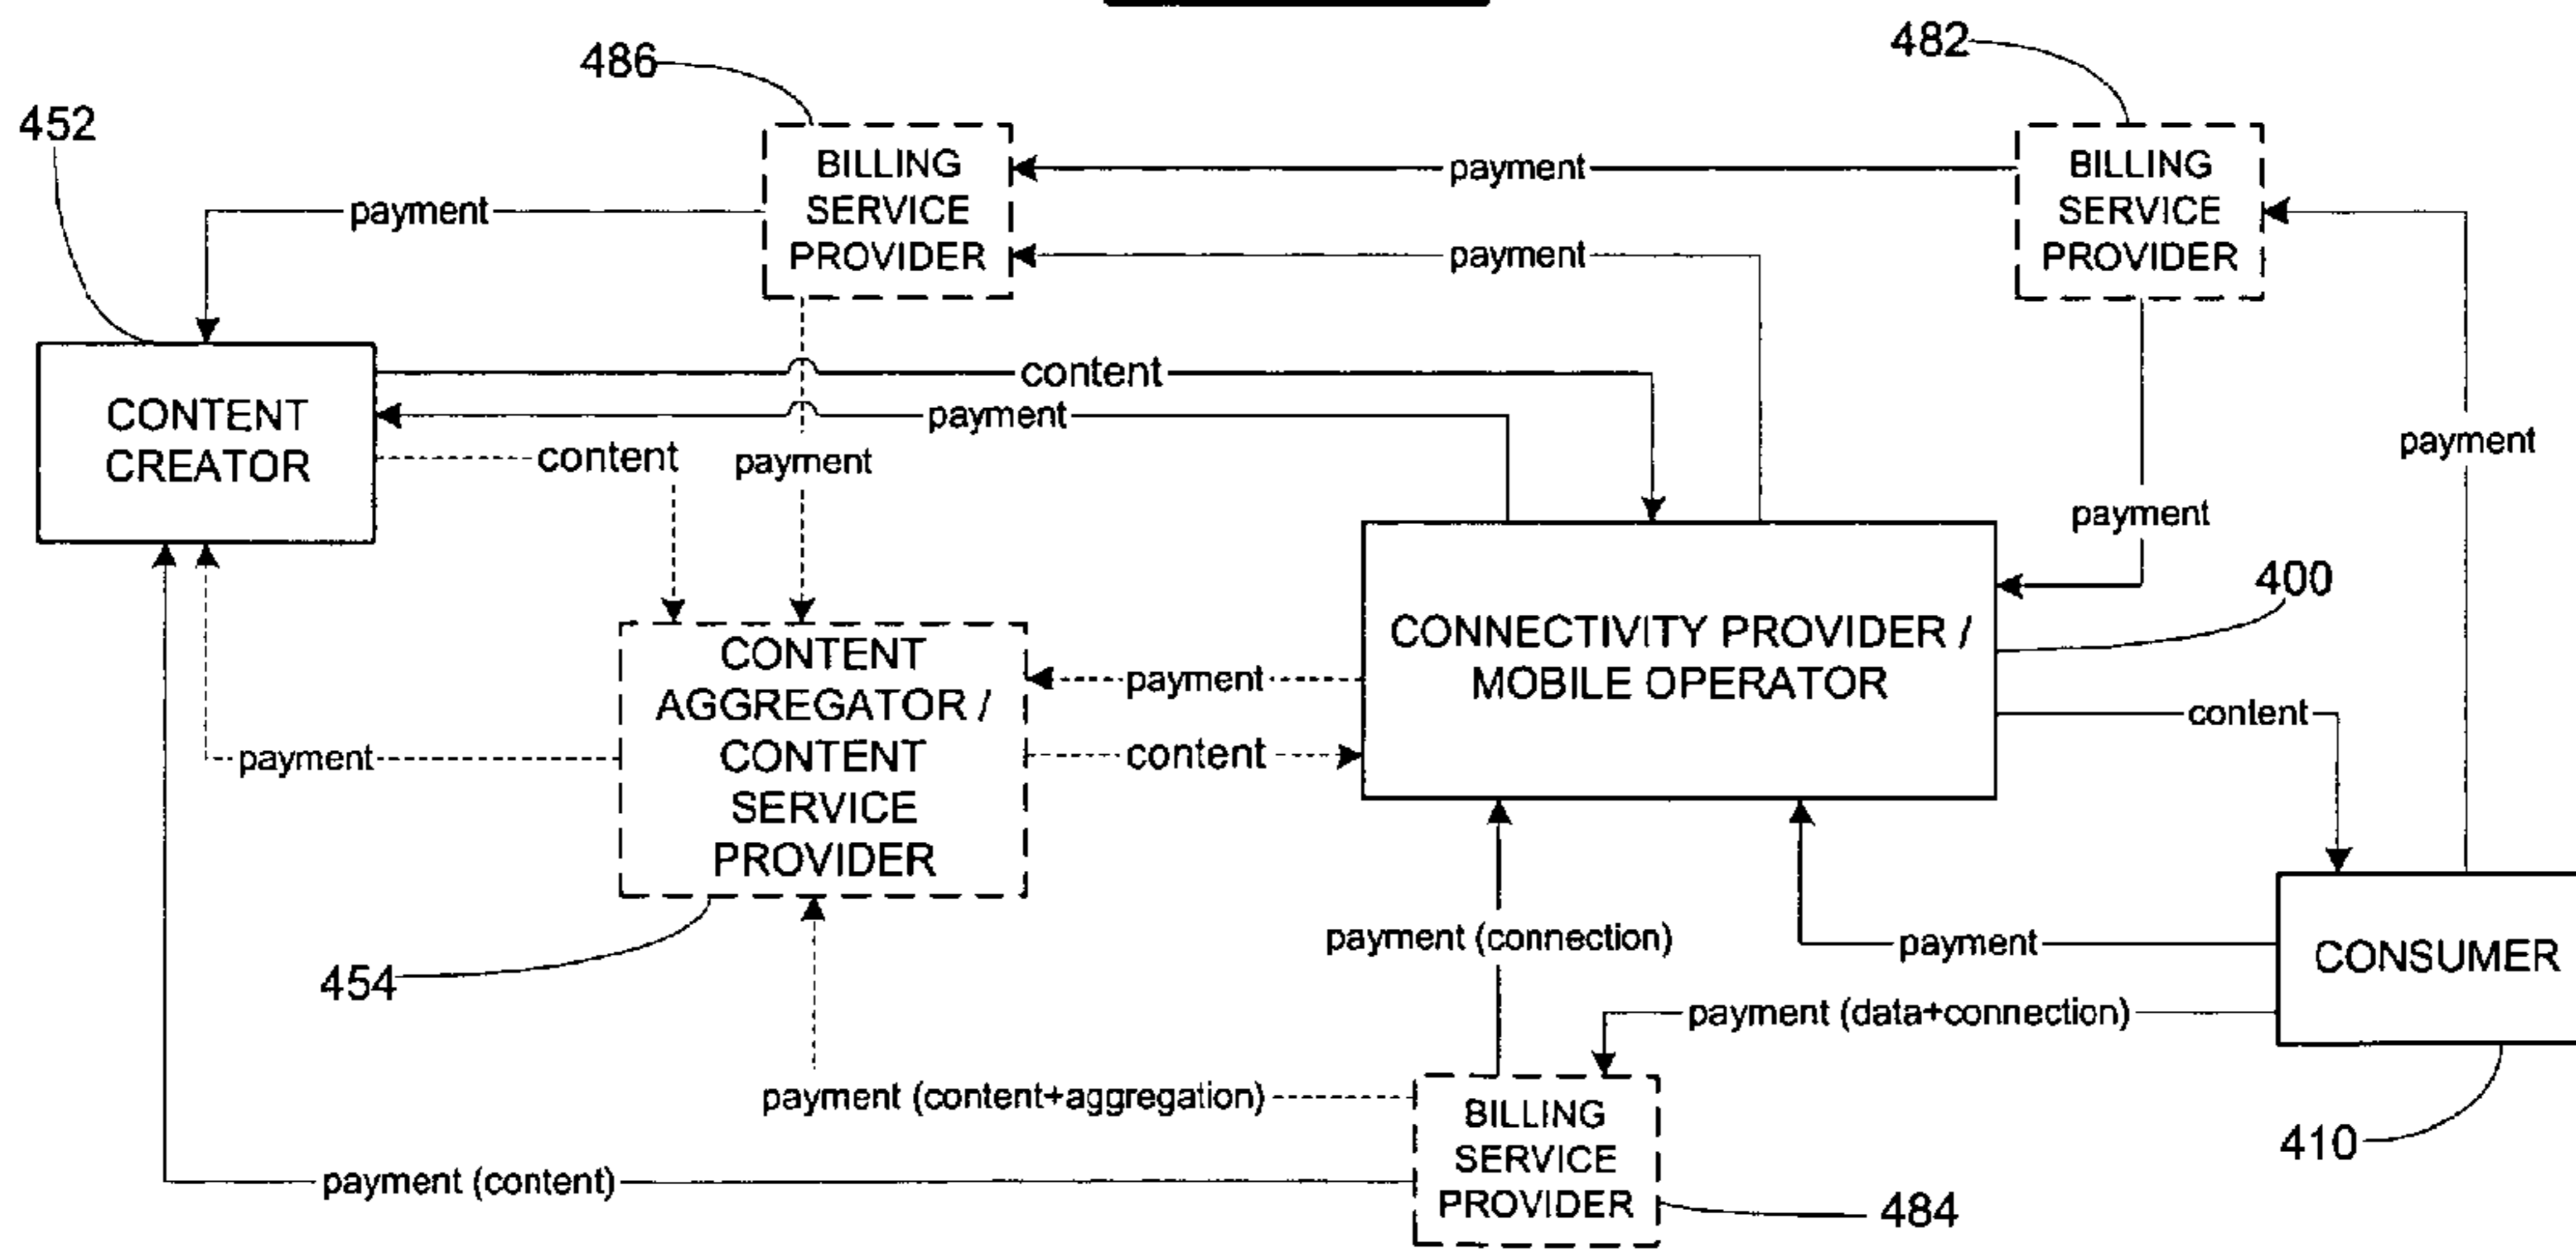 486
482
452
BILLING
SERVICE
PROVIDER
payment
BILLING
SERVICE
PROVIDER
payment
payment
content
payment
CONTENT
CREATOR
content
payment
payment
payment
400
CONTENT
AGGREGATOR /
CONTENT
SERVICE
PROVIDER
CONNECTIVITY PROVIDER /
MOBILE OPERATOR
payment
content
payment
content
454
payment (connection)
payment
CONSUMER
payment (data+connection)
payment (content+aggregation)
BILLING
SERVICE
PROVIDER
410
payment (content)
484